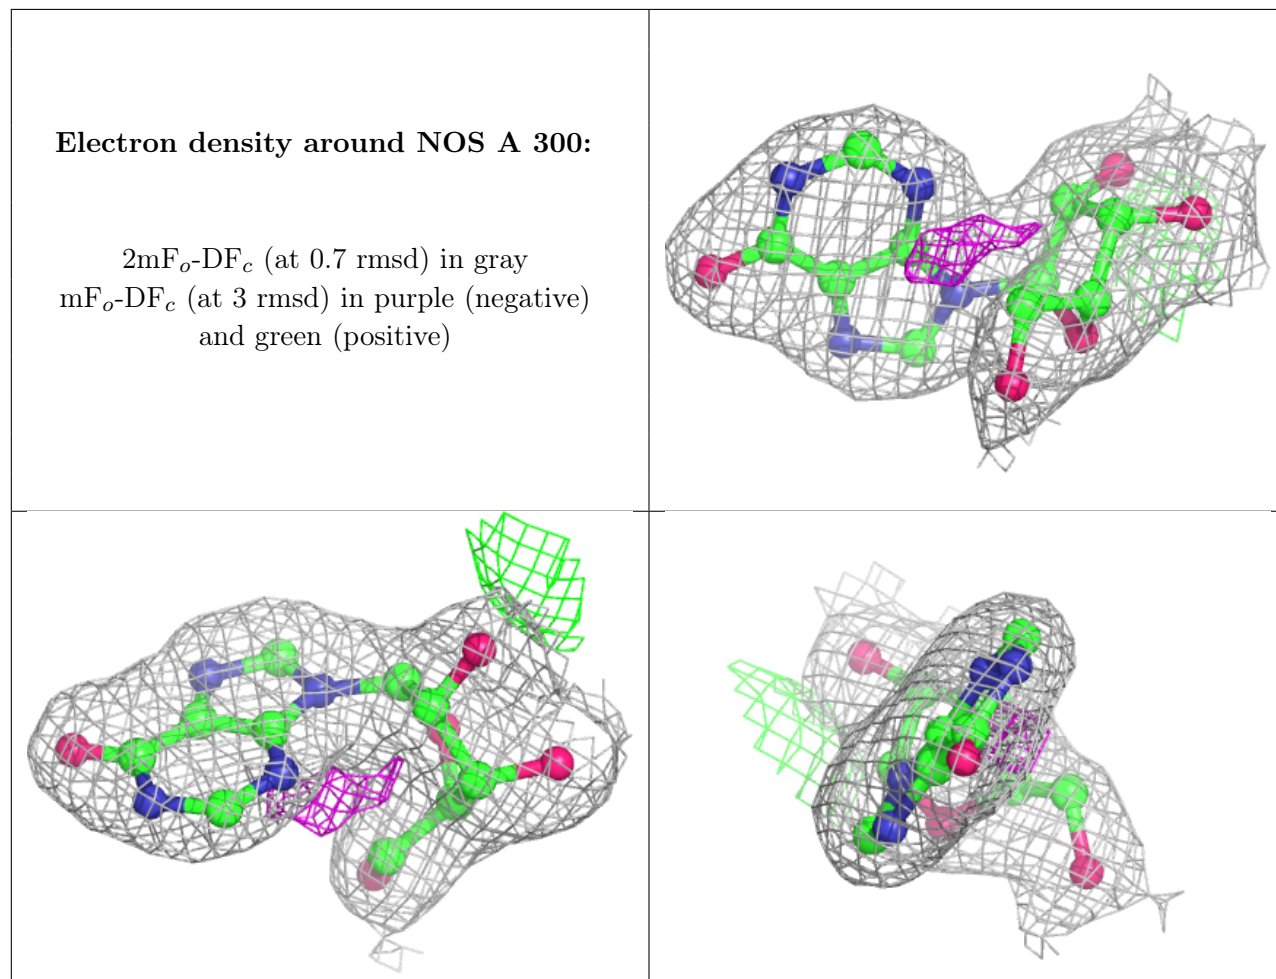 Electron density around NOS A 300:
2mFo-DFc (at 0.7 rmsd) in gray
mFo-DFc (at 3 rmsd) in purple (negative)
and green (positive)